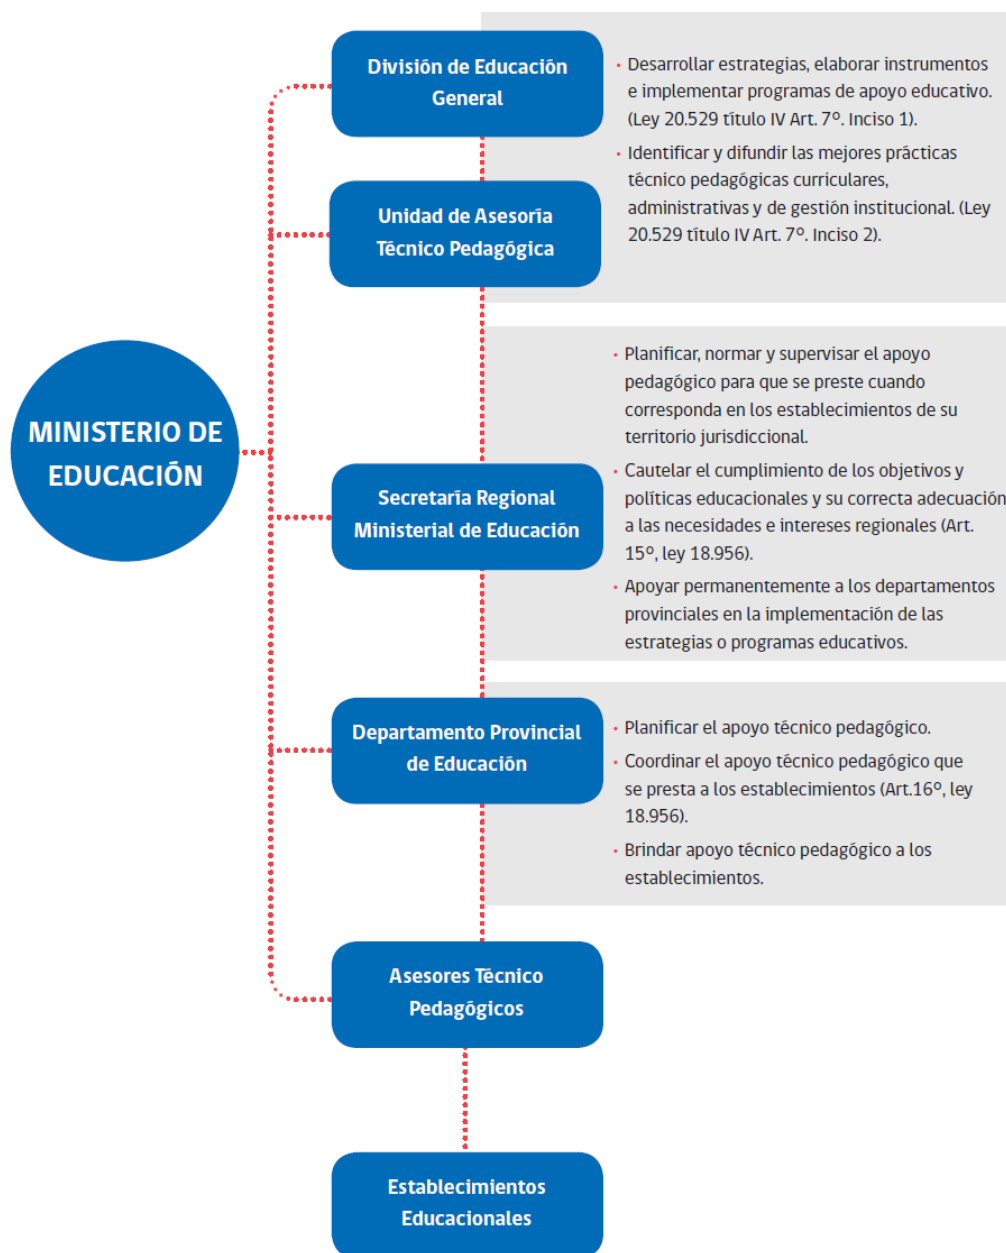 División de Educación
General
• Desarrollar estrategias, elaborar instrumentos
e implementar programas de apoyo educativo.
(Ley 20.529 título IV Art. 7º. Inciso 1).
• Identificar y difundir las mejores prácticas
técnico pedagógicas curriculares,
administrativas y de gestión institucional. (Ley
20.529 título IV Art. 7º. Inciso 2).
Unidad de Asesoría
Técnico Pedagógica
MINISTERIO DE
EDUCACIÓN
• Planificar, normar y supervisar el apoyo
pedagógico para que se preste cuando
corresponda en los establecimientos de su
territorio jurisdiccional.
• Cautelar el cumplimiento de los objetivos y
políticas educacionales y su correcta adecuación
a las necesidades e intereses regionales (Art.
15º, ley 18.956).
• Apoyar permanentemente a los departamentos
provinciales en la implementación de las
estrategias o programas educativos.
Secretaría Regional
Ministerial de Educación
Departamento Provincial
de Educación
• Planificar el apoyo técnico pedagógico.
• Coordinar el apoyo técnico pedagógico que
se presta a los establecimientos (Art.16º, ley
18.956).
• Brindar apoyo técnico pedagógico a los
establecimientos.
Asesores Técnico
Pedagógicos
Establecimientos
Educacionales